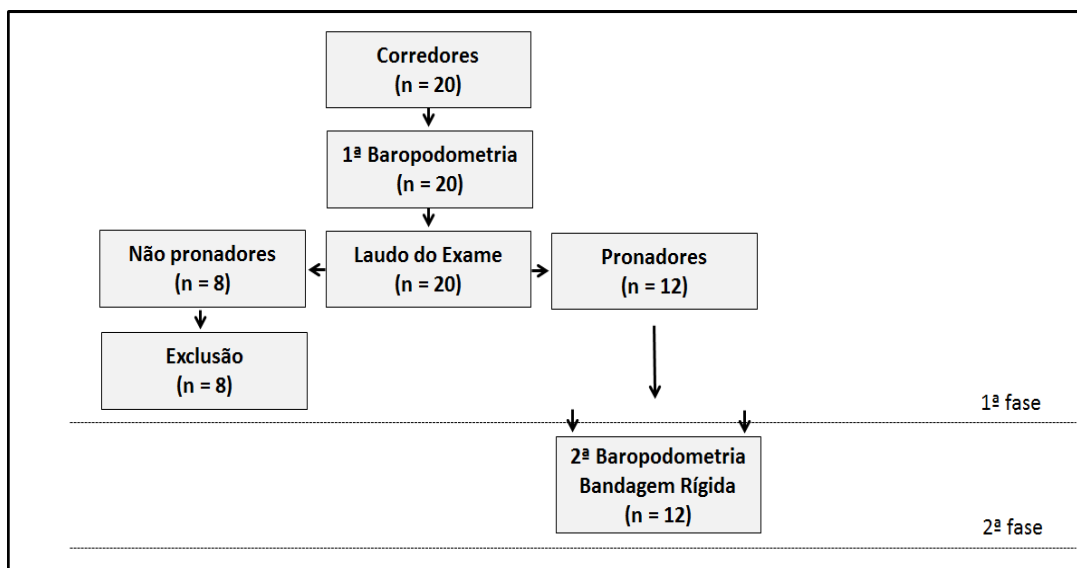 Corredores
(n = 20)
1ª Baropodometria
(n = 20)
Não pronadores
(n = 8)
Laudo do Exame
(n = 20)
Pronadores
(n = 12)
Exclusão
(n = 8)
1ª fase
2ª Baropodometria
Bandagem Rígida
(n = 12)
2ª fase